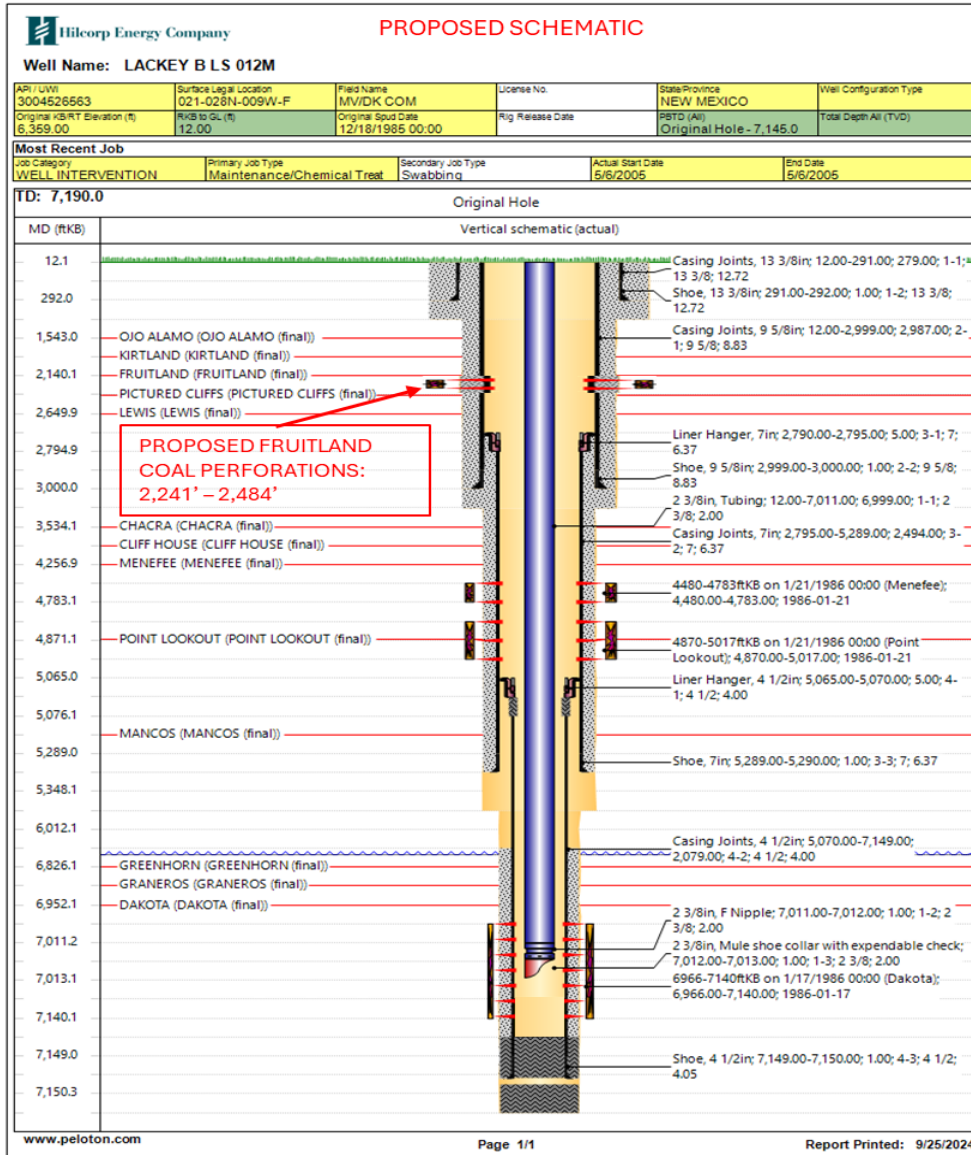 Hilcorp Energy Company
PROPOSED SCHEMATIC
Well Name: LACKEY B LS 012M
API / UWI
3004526563
Surface Legal Location
021-028N-009W-F
Field Name
MV/DK COM
License No.
State/Province
NEW MEXICO
Well Configuration Type
Original KB/RT Elevation (ft)
6,359.00
RKB to GL (ft)
12.00
Original Spud Date
12/18/1985 00:00
Rig Release Date
PBTD (All)
Original Hole - 7,145.0
Total Depth All (TVD)
Most Recent Job
Job Category
WELL INTERVENTION
Primary Job Type
Maintenance/Chemical Treat
Secondary Job Type
Swabbing
Actual Start Date
5/6/2005
End Date
5/6/2005
TD: 7,190.0
Original Hole
MD (ftKB)
Vertical schematic (actual)
12.1
292.0
1,543.0
2,140.1
2,649.9
2,794.9
3,000.0
3,534.1
4,256.9
4,783.1
4,871.1
5,065.0
5,076.1
5,289.0
5,348.1
6,012.1
6,826.1
6,952.1
7,011.2
7,013.1
7,140.1
7,149.0
7,150.3
OJO ALAMO (OJO ALAMO (final))
KIRTLAND (KIRTLAND (final))
FRUITLAND (FRUITLAND (final))
PICTURED CLIFFS (PICTURED CLIFFS (final))
LEWIS (LEWIS (final))
PROPOSED FRUITLAND
COAL PERFORATIONS:
2,241' – 2,484'
CHACRA (CHACRA (final))
CLIFF HOUSE (CLIFF HOUSE (final))
MENEFEE (MENEFEE (final))
POINT LOOKOUT (POINT LOOKOUT (final))
MANCOS (MANCOS (final))
GREENHORN (GREENHORN (final))
GRANEROS (GRANEROS (final))
DAKOTA (DAKOTA (final))
Casing Joints, 13 3/8in; 12.00-291.00; 279.00; 1-1;
13 3/8; 12.72
Shoe, 13 3/8in; 291.00-292.00; 1.00; 1-2; 13 3/8;
12.72
Casing Joints, 9 5/8in; 12.00-2,999.00; 2,987.00; 2-
1; 9 5/8; 8.83
Liner Hanger, 7in; 2,790.00-2,795.00; 5.00; 3-1; 7;
6.37
Shoe, 9 5/8in; 2,999.00-3,000.00; 1.00; 2-2; 9 5/8;
8.83
2 3/8in, Tubing; 12.00-7,011.00; 6,999.00; 1-1; 2
3/8; 2.00
Casing Joints, 7in; 2,795.00-5,289.00; 2,494.00; 3-
2; 7; 6.37
4480-4783ftKB on 1/21/1986 00:00 (Menefee);
4,480.00-4,783.00; 1986-01-21
4870-5017ftKB on 1/21/1986 00:00 (Point
Lookout); 4,870.00-5,017.00; 1986-01-21
Liner Hanger, 4 1/2in; 5,065.00-5,070.00; 5.00; 4-
1; 4 1/2; 4.00
Shoe, 7in; 5,289.00-5,290.00; 1.00; 3-3; 7; 6.37
Casing Joints, 4 1/2in; 5,070.00-7,149.00;
2,079.00; 4-2; 4 1/2; 4.00
2 3/8in, F Nipple; 7,011.00-7,012.00; 1.00; 1-2; 2
3/8; 2.00
2 3/8in, Mule shoe collar with expendable check;
7,012.00-7,013.00; 1.00; 1-3; 2 3/8; 2.00
6966-7140ftKB on 1/17/1986 00:00 (Dakota);
6,966.00-7,140.00; 1986-01-17
Shoe, 4 1/2in; 7,149.00-7,150.00; 1.00; 4-3; 4 1/2;
4.05
www.peloton.com
Page 1/1
Report Printed: 9/25/2024